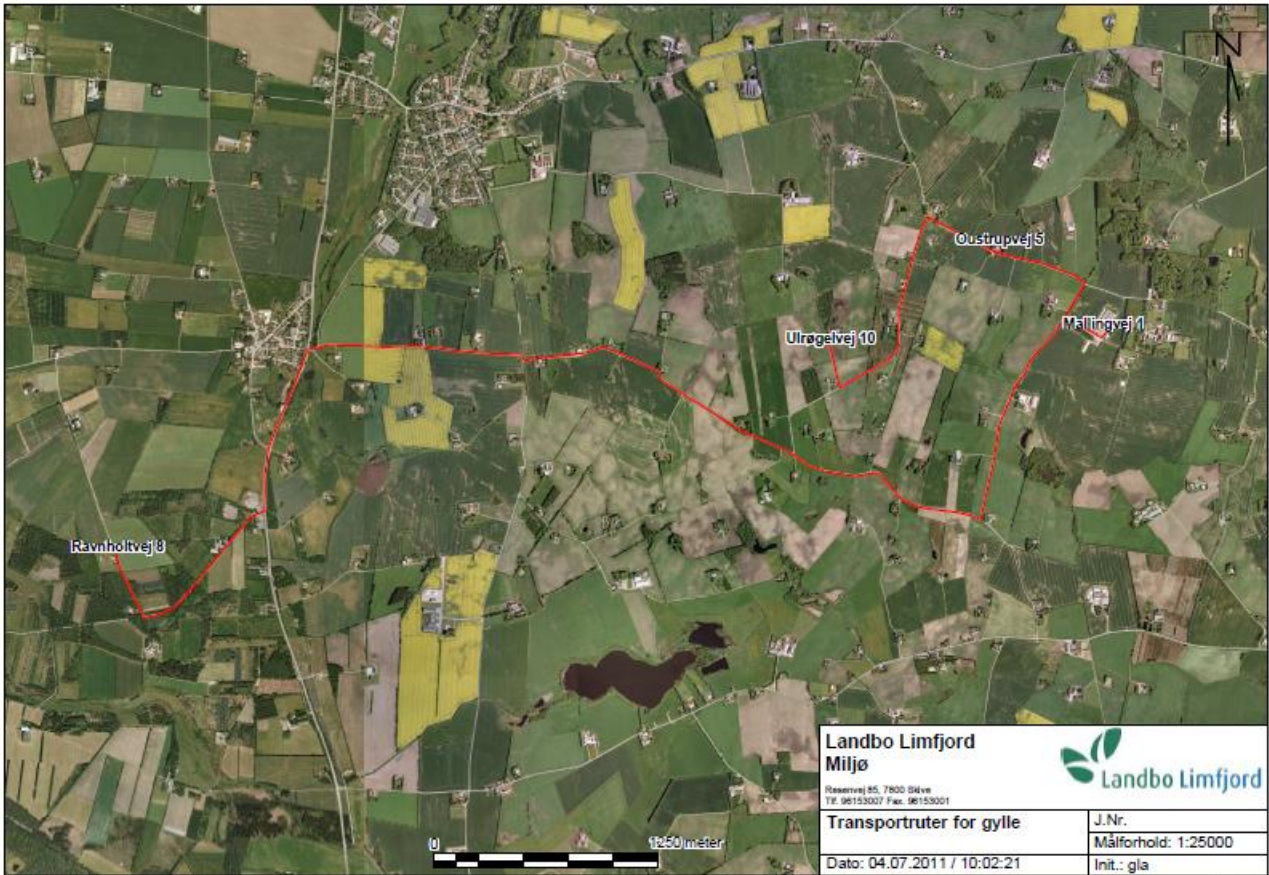 N
Oustrupvej 5
Mallingvej 1
Ulrøgelvej 10
Ravnholtvej 8
0 1250 meter
Landbo Limfjord
Miljø
Landbo Limfjord
Resenvej 85, 7800 Skive
Tlf. 96153007 Fax. 96153001
Transportruter for gylle
J.Nr.
Målforhold: 1:25000
Dato: 04.07.2011 / 10:02:21
Init.: gla